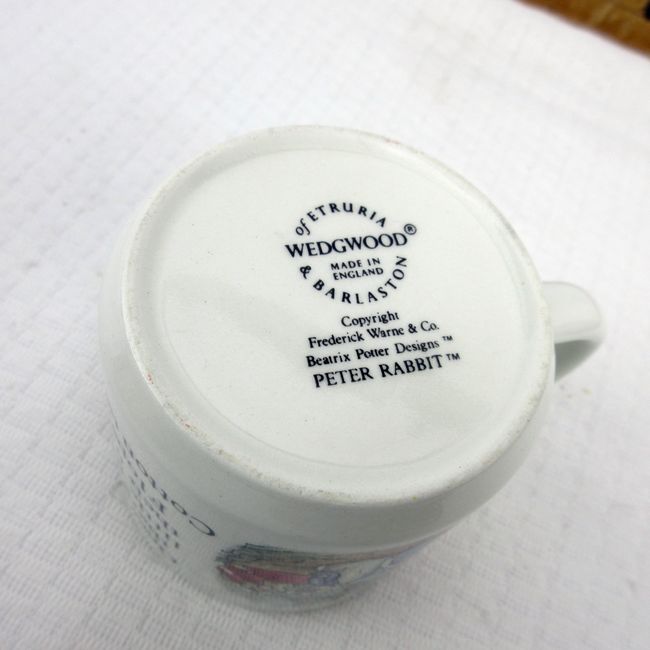 of ETRURIA
WEDGWOOD®
MADE IN
ENGLAND
& BARLASTON
Copyright
Frederick Warne & Co.
Beatrix Potter Designs™
PETER RABBIT™